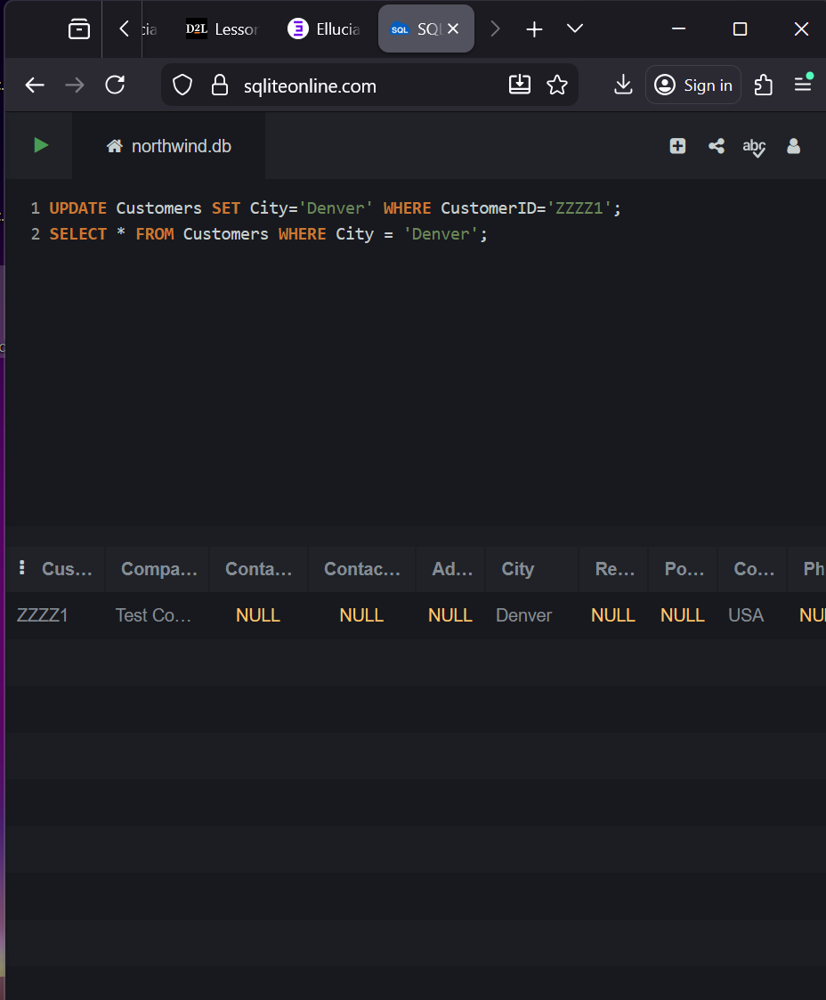 cia
D2L Lesson
Ellucia
SQL SQL
sqliteonline.com
Sign in
northwind.db
abc
1 UPDATE Customers SET City='Denver' WHERE CustomerID='ZZZZ1';
2 SELECT * FROM Customers WHERE City = 'Denver';
Cus... Compa... Conta... Contac... Ad... City Re... Po... Co... Ph
ZZZZ1 Test Co... NULL NULL NULL Denver NULL NULL USA NU